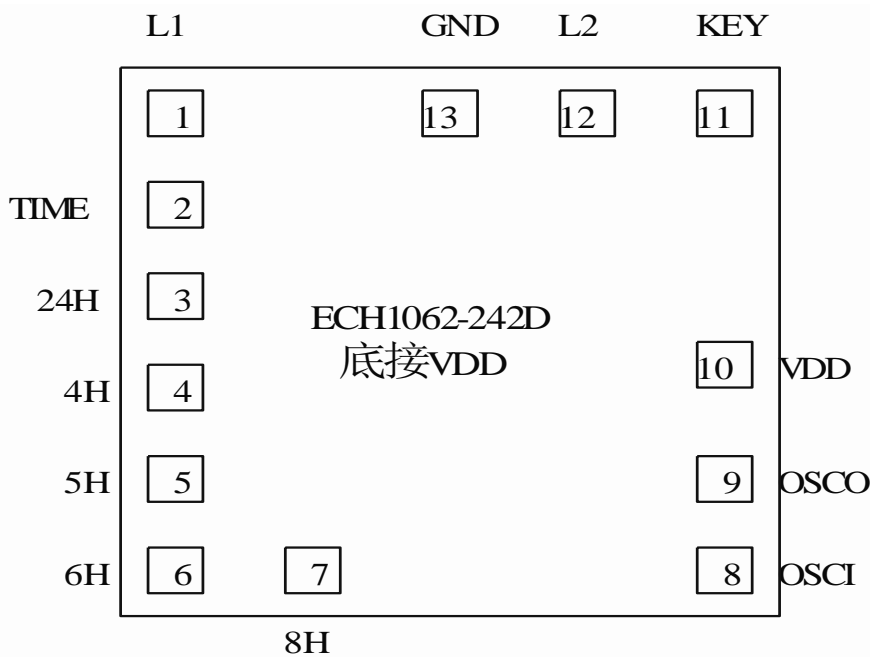 L1 GND L2 KEY
1 13 12 11
TIME 2
24H 3
ECH1062-242D
底接VDD
10 VDD
4H 4
5H 5 9 OSCO
6H 6 7 8 OSCI
8H